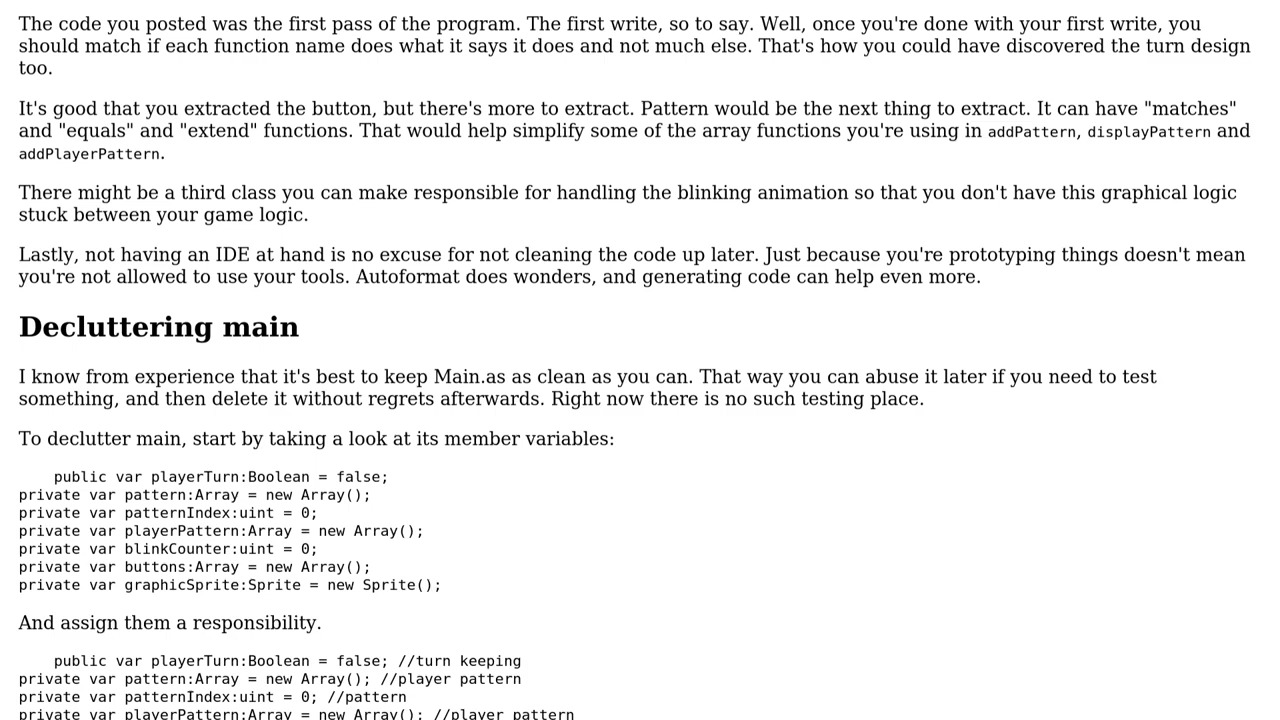 The code you posted was the first pass of the program. The first write, so to say. Well, once you're done with your first write, you
should match if each function name does what it says it does and not much else. That's how you could have discovered the turn design
too.
It's good that you extracted the button, but there's more to extract. Pattern would be the next thing to extract. It can have "matches"
and "equals" and "extend" functions. That would help simplify some of the array functions you're using in addPattern, displayPattern and
addPlayerPattern.
There might be a third class you can make responsible for handling the blinking animation so that you don't have this graphical logic
stuck between your game logic.
Lastly, not having an IDE at hand is no excuse for not cleaning the code up later. Just because you're prototyping things doesn't mean
you're not allowed to use your tools. Autoformat does wonders, and generating code can help even more.
Decluttering main
I know from experience that it's best to keep Main.as as clean as you can. That way you can abuse it later if you need to test
something, and then delete it without regrets afterwards. Right now there is no such testing place.
To declutter main, start by taking a look at its member variables:
public var playerTurn:Boolean = false;
private var pattern:Array = new Array();
private var patternIndex:uint = 0;
private var playerPattern:Array = new Array();
private var blinkCounter:uint = 0;
private var buttons:Array = new Array();
private var graphicSprite:Sprite = new Sprite();
And assign them a responsibility.
public var playerTurn:Boolean = false; //turn keeping
private var pattern:Array = new Array(); //player pattern
private var patternIndex:uint = 0; //pattern
private var playerPattern:Array = new Array(); //player pattern